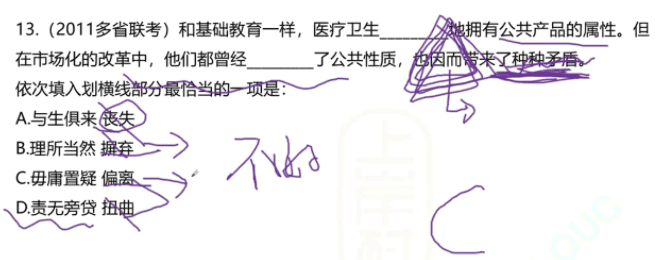 13.（2011多省联考）和基础教育一样，医疗卫生________地拥有公共产品的属性。但
在市场化的改革中，他们都曾经________了公共性质，也因而带来了种种矛盾。
依次填入划横线部分最恰当的一项是：
A.与生俱来 丧失
B.理所当然 摒弃
C.毋庸置疑 偏离
D.责无旁贷 扭曲
不
C
上岸村
OUC